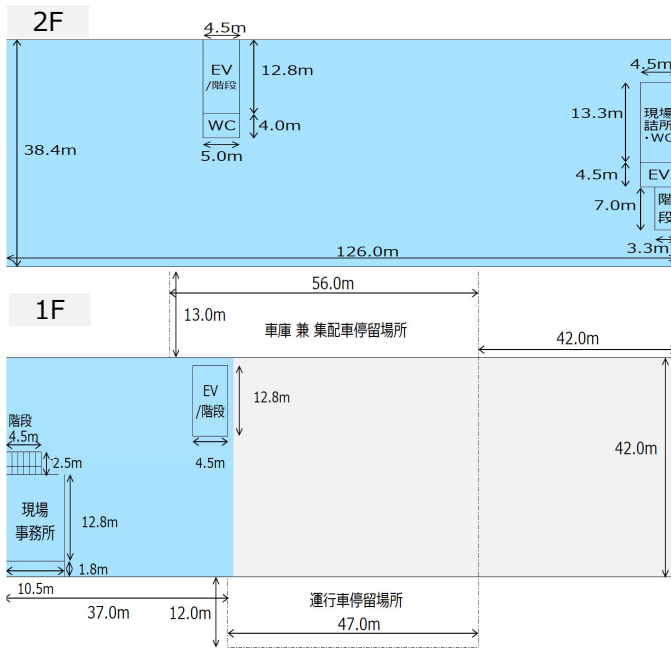 2F
4.5m
EV
/階段
12.8m
WC
4.0m
5.0m
38.4m
4.5m
13.3m
現場
詰所
・WC
4.5m
EV
7.0m
階
段
3.3m
126.0m
56.0m
1F
13.0m
車庫 兼 集配車停留場所
42.0m
EV
/階段
12.8m
4.5m
階段
4.5m
2.5m
42.0m
現場
事務所
12.8m
1.8m
10.5m
37.0m
12.0m
運行車停留場所
47.0m